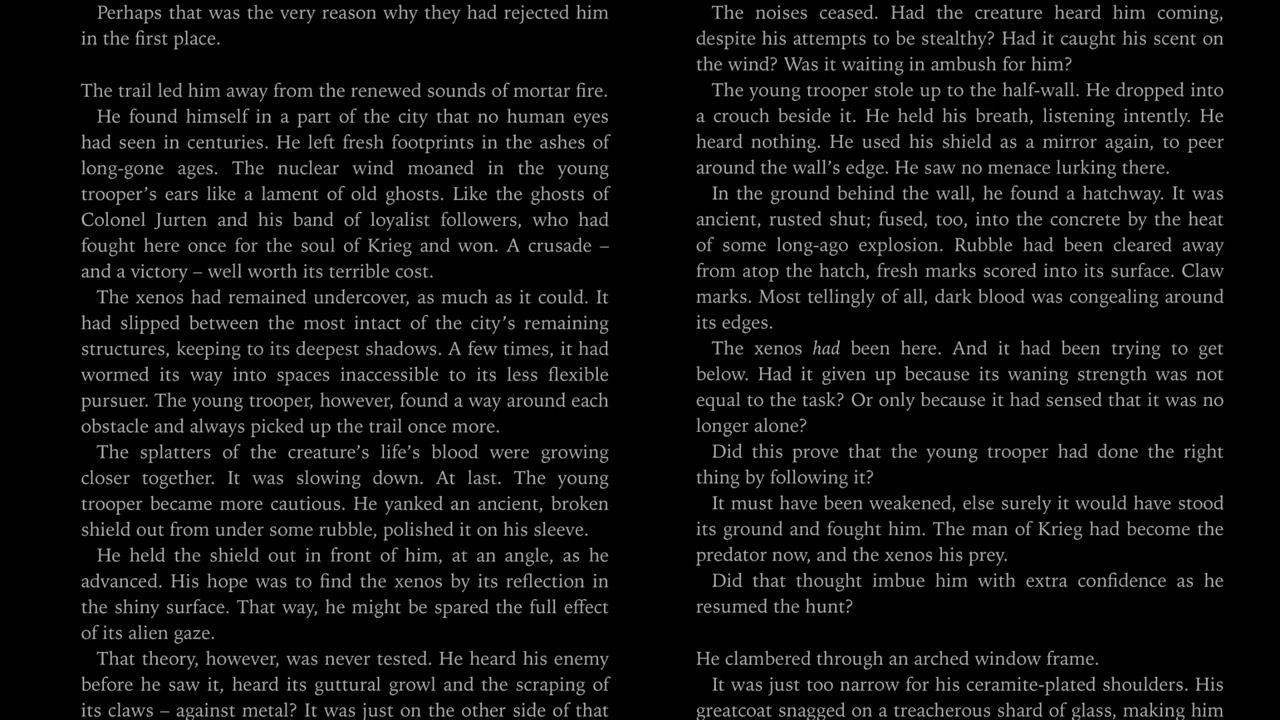 Perhaps that was the very reason why they had rejected him
in the first place.
The trail led him away from the renewed sounds of mortar fire.
He found himself in a part of the city that no human eyes
had seen in centuries. He left fresh footprints in the ashes of
long-gone ages. The nuclear wind moaned in the young
trooper's ears like a lament of old ghosts. Like the ghosts of
Colonel Jurten and his band of loyalist followers, who had
fought here once for the soul of Krieg and won. A crusade –
and a victory – well worth its terrible cost.
The xenos had remained undercover, as much as it could. It
had slipped between the most intact of the city's remaining
structures, keeping to its deepest shadows. A few times, it had
wormed its way into spaces inaccessible to its less flexible
pursuer. The young trooper, however, found a way around each
obstacle and always picked up the trail once more.
The splatters of the creature's life's blood were growing
closer together. It was slowing down. At last. The young
trooper became more cautious. He yanked an ancient, broken
shield out from under some rubble, polished it on his sleeve.
He held the shield out in front of him, at an angle, as he
advanced. His hope was to find the xenos by its reflection in
the shiny surface. That way, he might be spared the full effect
of its alien gaze.
That theory, however, was never tested. He heard his enemy
before he saw it, heard its guttural growl and the scraping of
its claws – against metal? It was just on the other side of that
The noises ceased. Had the creature heard him coming,
despite his attempts to be stealthy? Had it caught his scent on
the wind? Was it waiting in ambush for him?
The young trooper stole up to the half-wall. He dropped into
a crouch beside it. He held his breath, listening intently. He
heard nothing. He used his shield as a mirror again, to peer
around the wall's edge. He saw no menace lurking there.
In the ground behind the wall, he found a hatchway. It was
ancient, rusted shut; fused, too, into the concrete by the heat
of some long-ago explosion. Rubble had been cleared away
from atop the hatch, fresh marks scored into its surface. Claw
marks. Most tellingly of all, dark blood was congealing around
its edges.
The xenos had been here. And it had been trying to get
below. Had it given up because its waning strength was not
equal to the task? Or only because it had sensed that it was no
longer alone?
Did this prove that the young trooper had done the right
thing by following it?
It must have been weakened, else surely it would have stood
its ground and fought him. The man of Krieg had become the
predator now, and the xenos his prey.
Did that thought imbue him with extra confidence as he
resumed the hunt?
He clambered through an arched window frame.
It was just too narrow for his ceramite-plated shoulders. His
greatcoat snagged on a treacherous shard of glass, making him